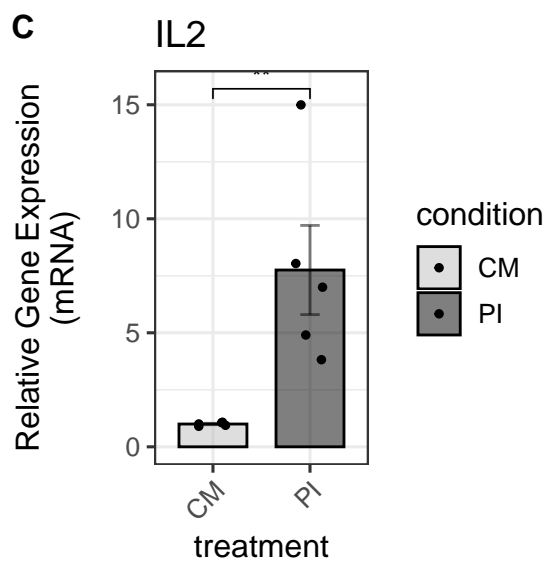 C
IL2
Relative Gene Expression
(mRNA)
15
10
5
0
**
CM
PI
treatment
condition
CM
PI